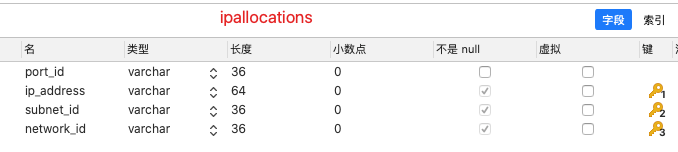 ipallocations
字段 索引
名 类型 长度 小数点 不是 null 虚拟 键
port_id varchar 36 0
ip_address varchar 64 0 1
subnet_id varchar 36 0 2
network_id varchar 36 0 3